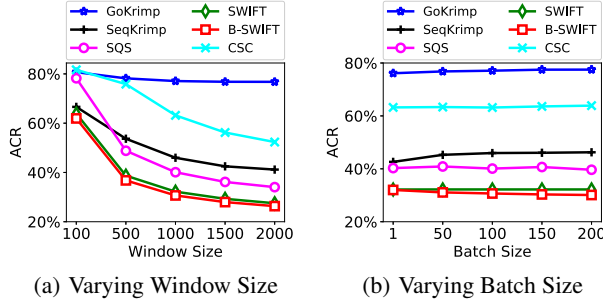 GoKrimp
SWIFT
SeqKrimp
B-SWIFT
SQS
CSC
80%
60%
40%
20%
ACR
100 500 1000 1500 2000
Window Size
(a) Varying Window Size
GoKrimp
SWIFT
SeqKrimp
B-SWIFT
SQS
CSC
80%
60%
40%
20%
ACR
1 50 100 150 200
Batch Size
(b) Varying Batch Size